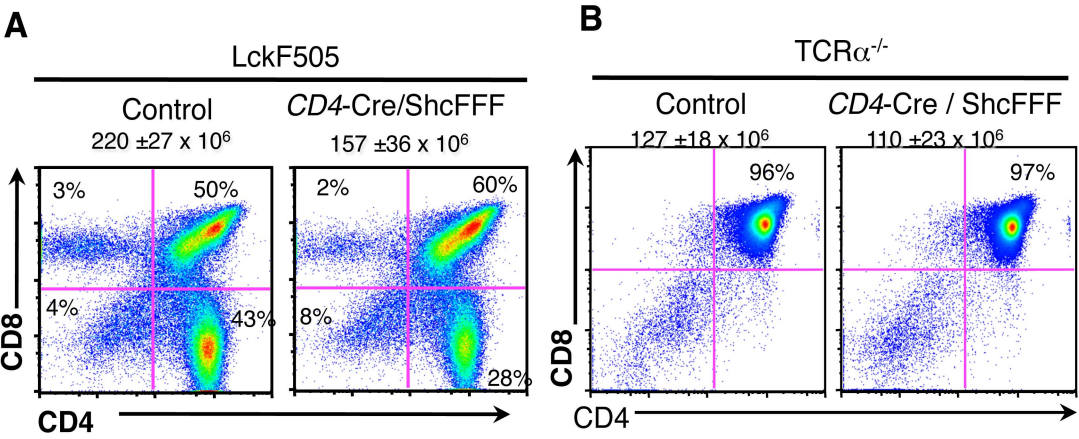 A
LckF505
Control
CD4-Cre/ShcFFF
220 ±27 x 10⁶
157 ±36 x 10⁶
3%
50%
2%
60%
4%
43%
8%
28%
CD8
CD4
B
TCRα-/-
Control
CD4-Cre / ShcFFF
127 ±18 x 10⁶
110 ±23 x 10⁶
96%
97%
CD8
CD4